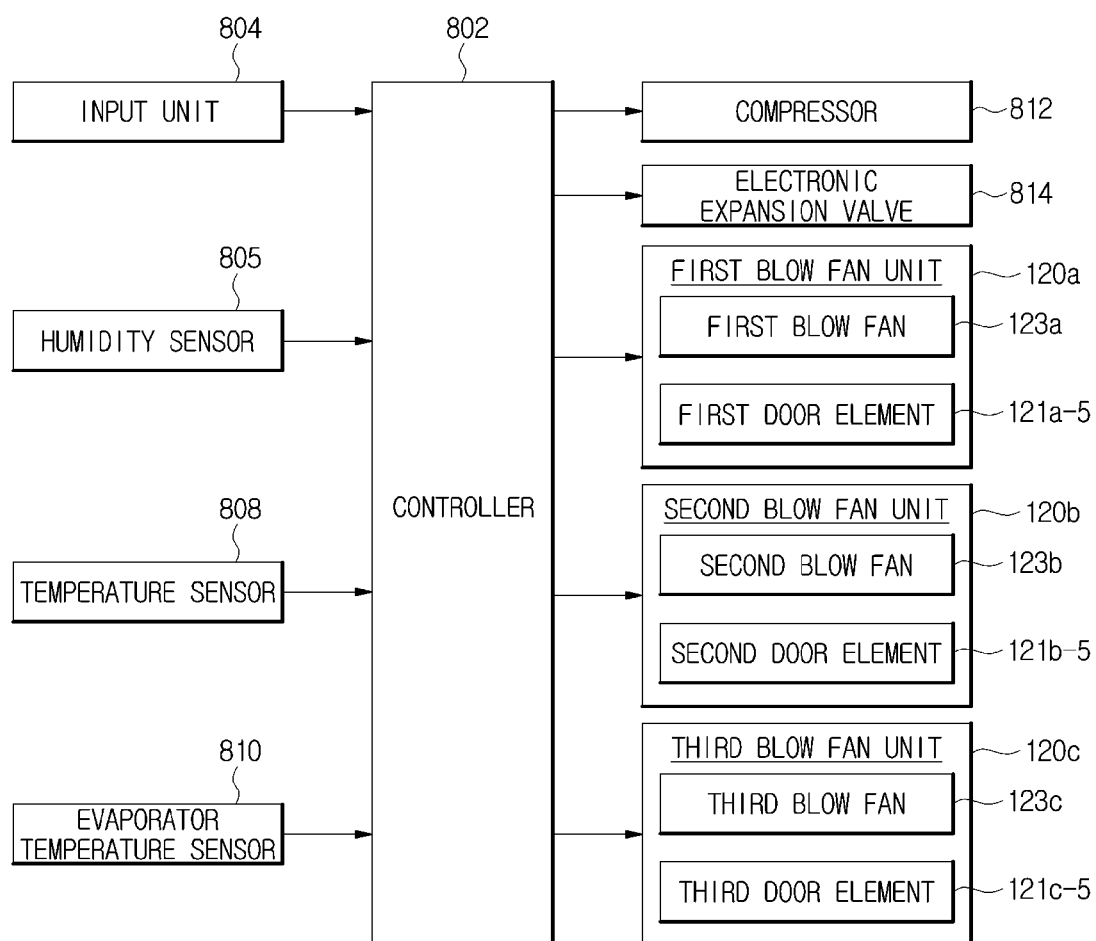 804
802
INPUT UNIT
COMPRESSOR
812
ELECTRONIC
EXPANSION VALVE
814
805
HUMIDITY SENSOR
FIRST BLOW FAN UNIT
120a
FIRST BLOW FAN
123a
FIRST DOOR ELEMENT
121a-5
CONTROLLER
808
TEMPERATURE SENSOR
SECOND BLOW FAN UNIT
120b
SECOND BLOW FAN
123b
SECOND DOOR ELEMENT
121b-5
810
EVAPORATOR
TEMPERATURE SENSOR
THIRD BLOW FAN UNIT
120c
THIRD BLOW FAN
123c
THIRD DOOR ELEMENT
121c-5